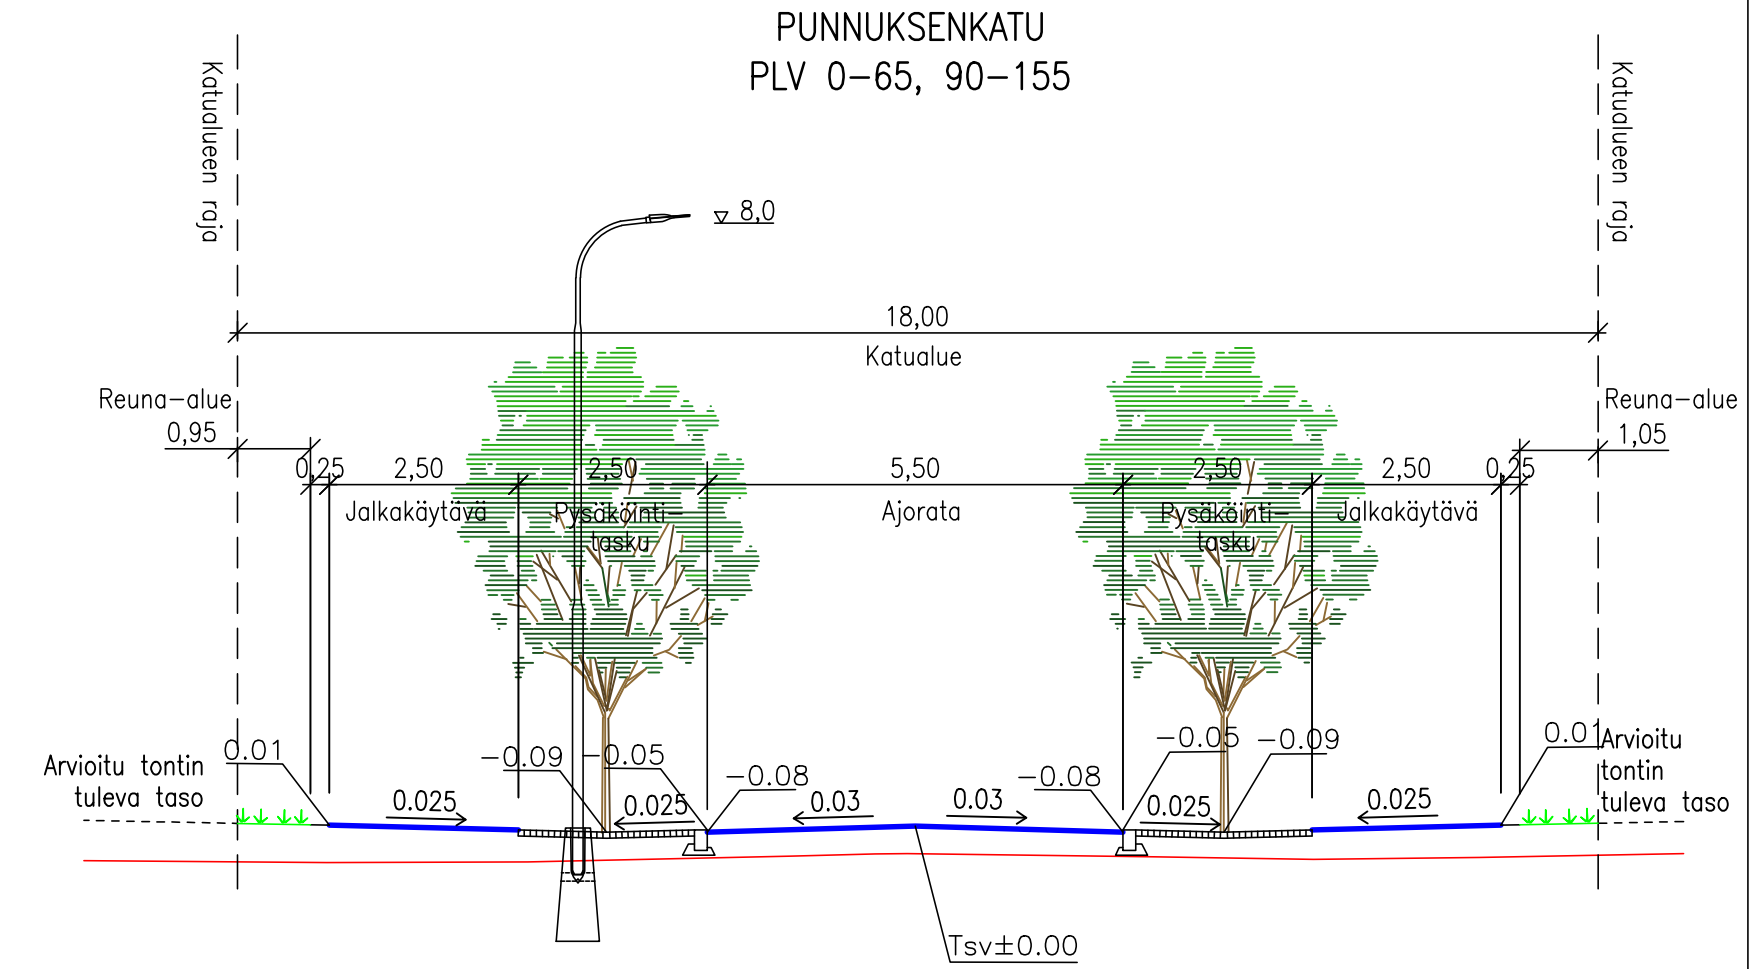 PUNNUKSENKATU
PLV 0-65, 90-155
Katualueen raja
Katualueen raja
8,0
18,00
Katualue
Reuna-alue
0,95
Reuna-alue
1,05
0,25 2,50 2,50 5,50 2,50 2,50 0,25
Jalkakäytävä Pysäköinti- Ajorata Pysäköinti- Jalkakäytävä
tasku tasku
0.01 -0.09 -0.05 -0.08 -0.08 -0.05 -0.09 0.01
Arvioitu tontin
tuleva taso
Arvioitu
tontin
tuleva taso
0.025 0.025 0.03 0.03 0.025 0.025
Tsv±0.00